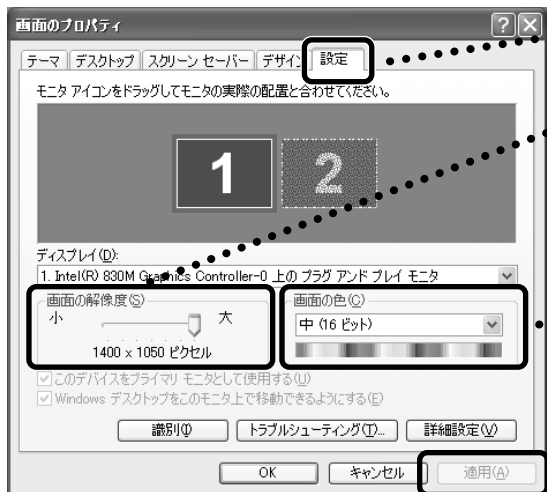 画面のプロパティ
テーマ デスクトップ スクリーン セーバー デザイン 設定
モニタ アイコンをドラッグしてモニタの実際の配置と合わせてください。
1 2
ディスプレイ(D):
1. Intel(R) 830M Graphics Controller-0 上の プラグ アンド プレイ モニタ
画面の解像度(S) 画面の色(C)
小 大 中 (16 ビット)
1400 x 1050 ピクセル
このデバイスをプライマリ モニタとして使用する(U)
Windows デスクトップをこのモニタ上で移動できるようにする(E)
識別(I) トラブルシューティング(T)... 詳細設定(V)
OK キャンセル 適用(A)